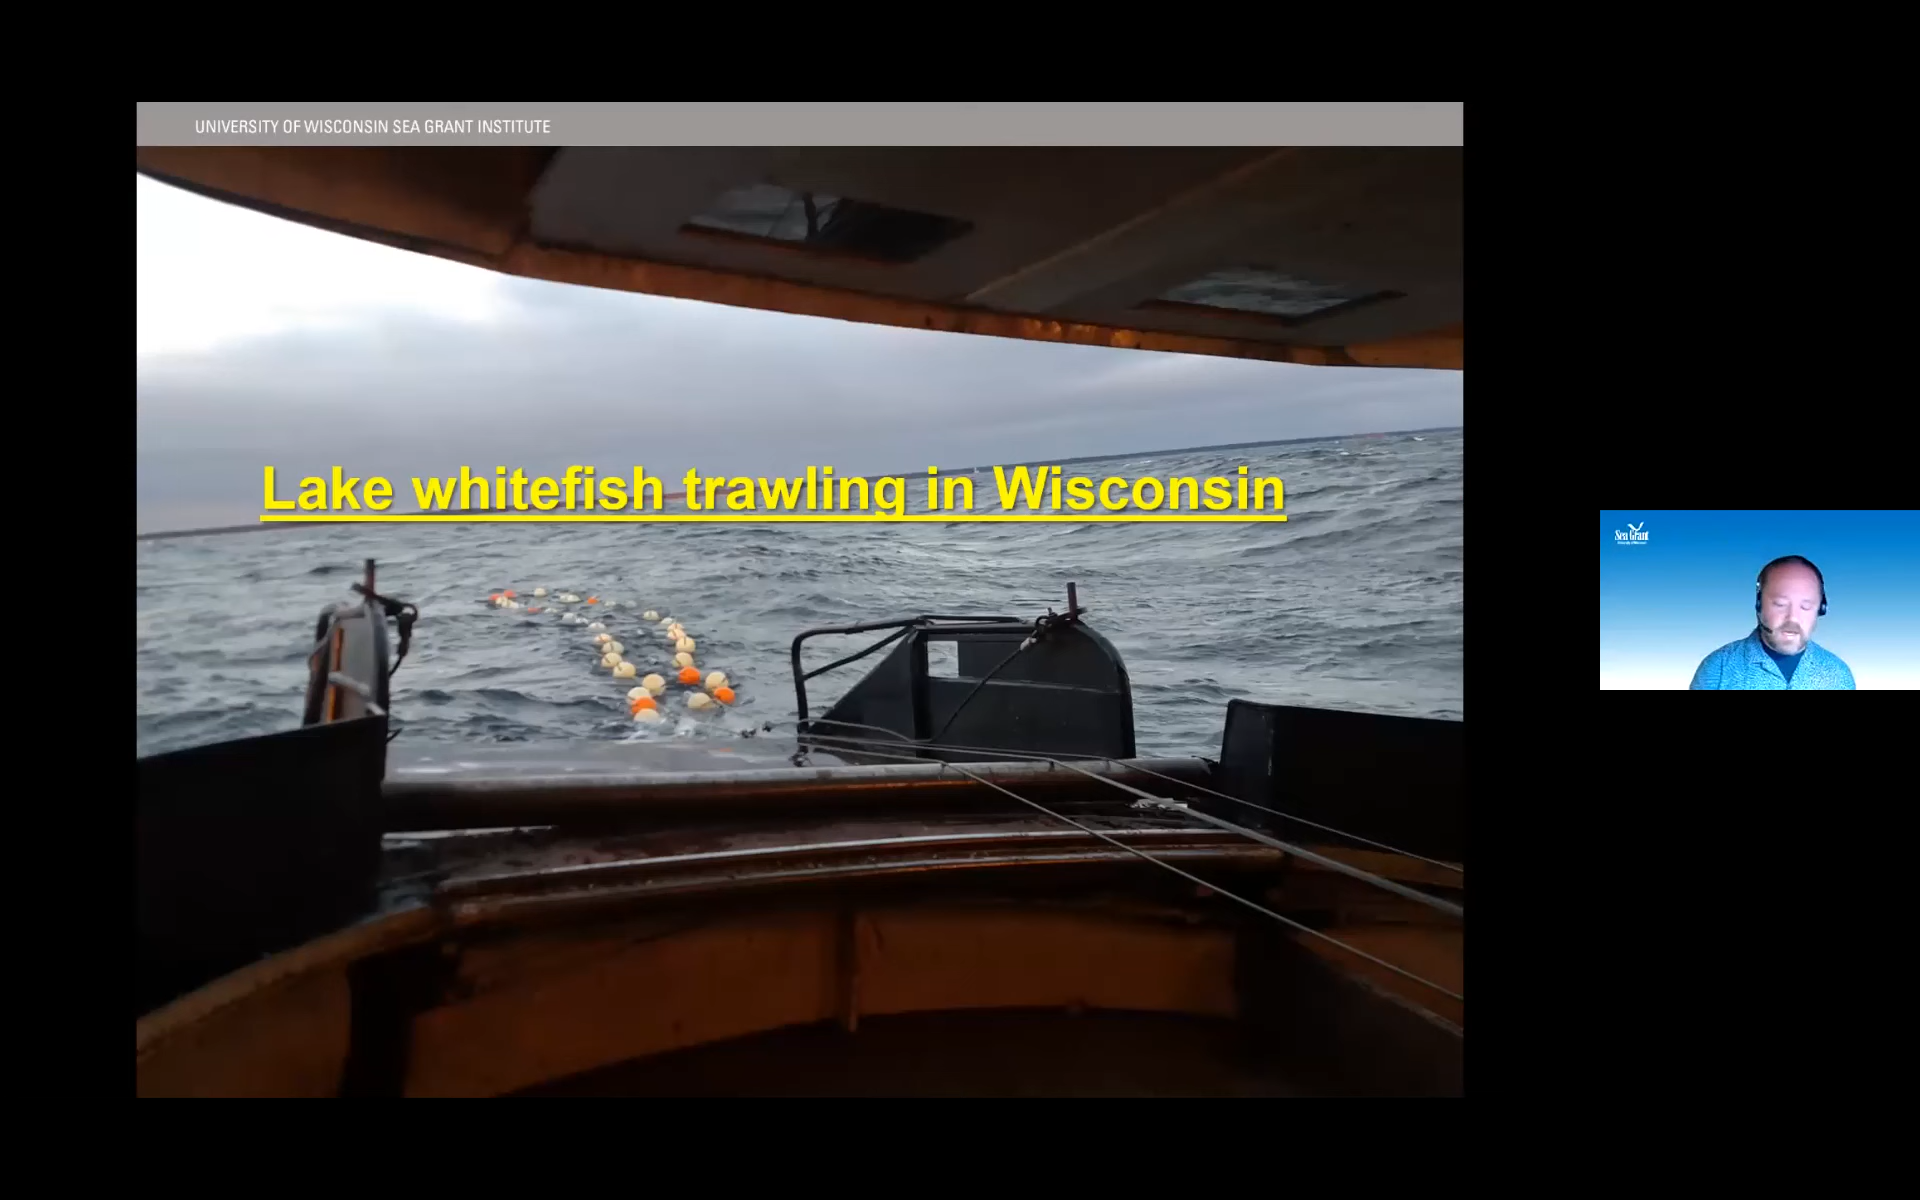 UNIVERSITY OF WISCONSIN SEA GRANT INSTITUTE
Lake whitefish trawling in Wisconsin
Sea Grant